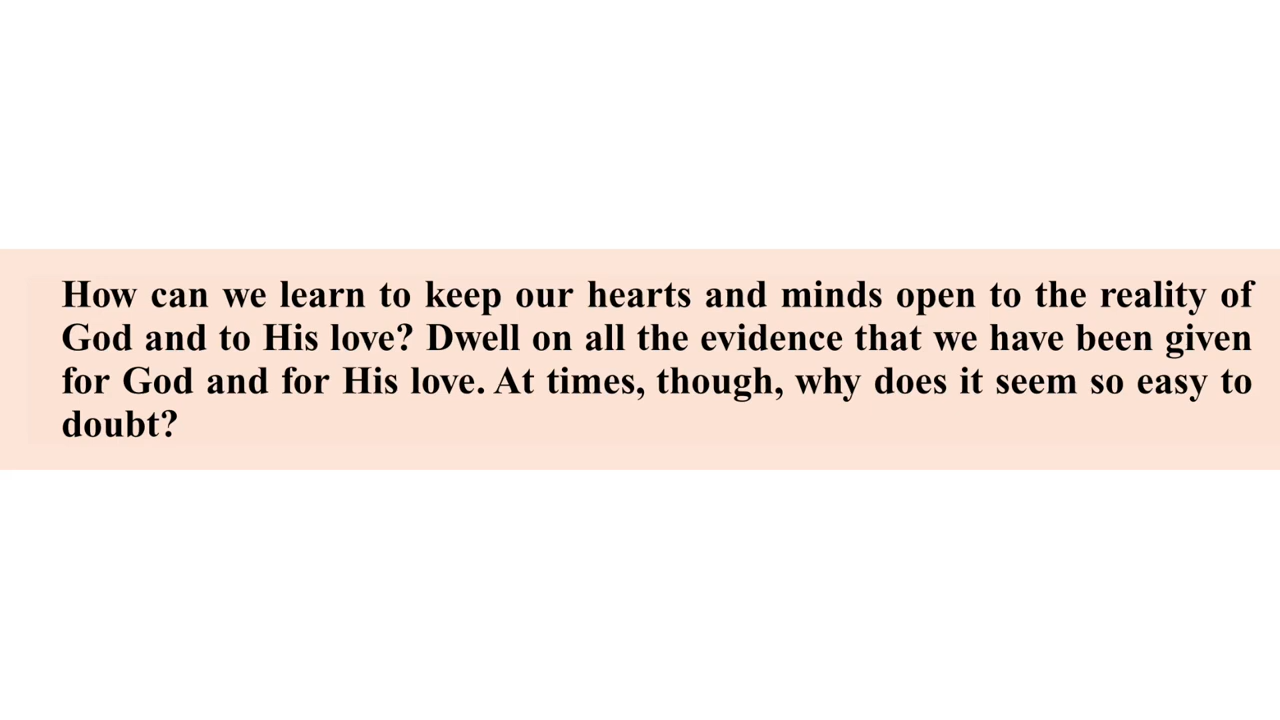 How can we learn to keep our hearts and minds open to the reality of
God and to His love? Dwell on all the evidence that we have been given
for God and for His love. At times, though, why does it seem so easy to
doubt?